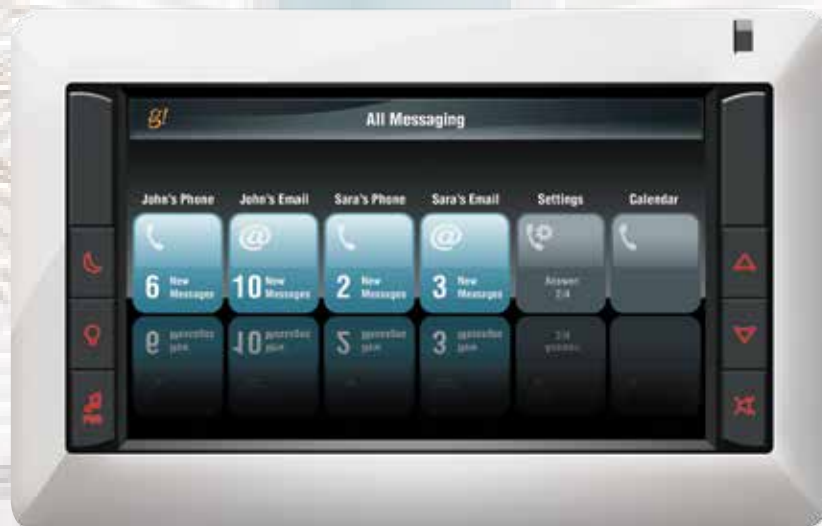 g!
All Messaging
John's Phone John's Email Sara's Phone Sara's Email Settings Calendar
6 New Messages 10 New Messages 2 New Messages 3 New Messages Answer 2/4